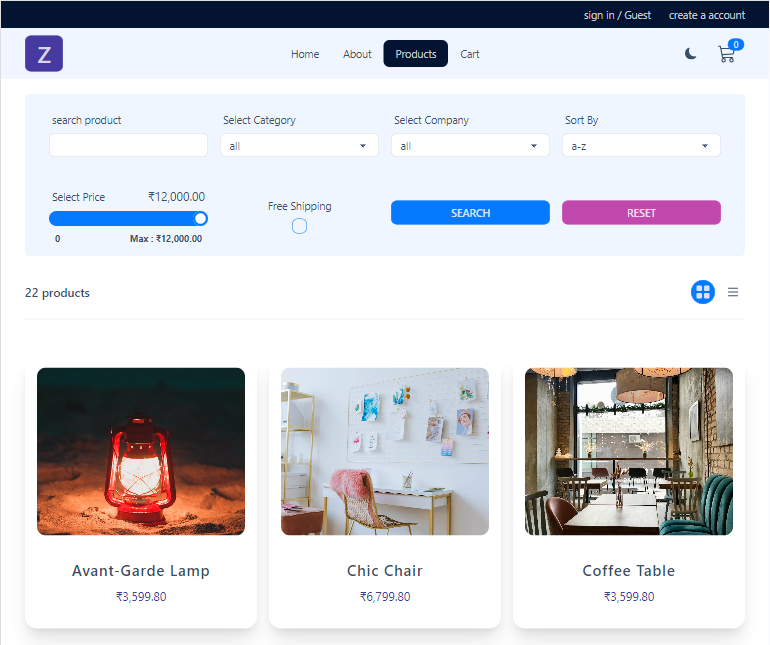 sign in / Guest create a account
Z Home About Products Cart 0
search product Select Category Select Company Sort By
all all a-z
Select Price ₹12,000.00 Free Shipping SEARCH RESET
0 Max : ₹12,000.00
22 products
Avant-Garde Lamp Chic Chair Coffee Table
₹3,599.80 ₹6,799.80 ₹3,599.80